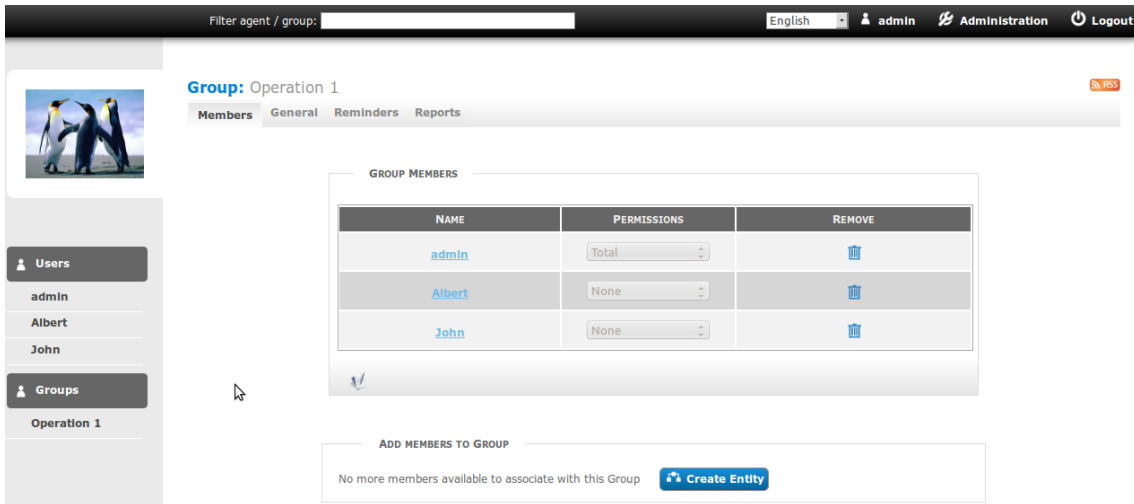 Filter agent / group: English admin Administration Logout
Group: Operation 1
RSS
Members General Reminders Reports
GROUP MEMBERS
NAME PERMISSIONS REMOVE
admin Total
Albert None
John None
Users
admin
Albert
John
Groups
Operation 1
ADD MEMBERS TO GROUP
No more members available to associate with this Group Create Entity